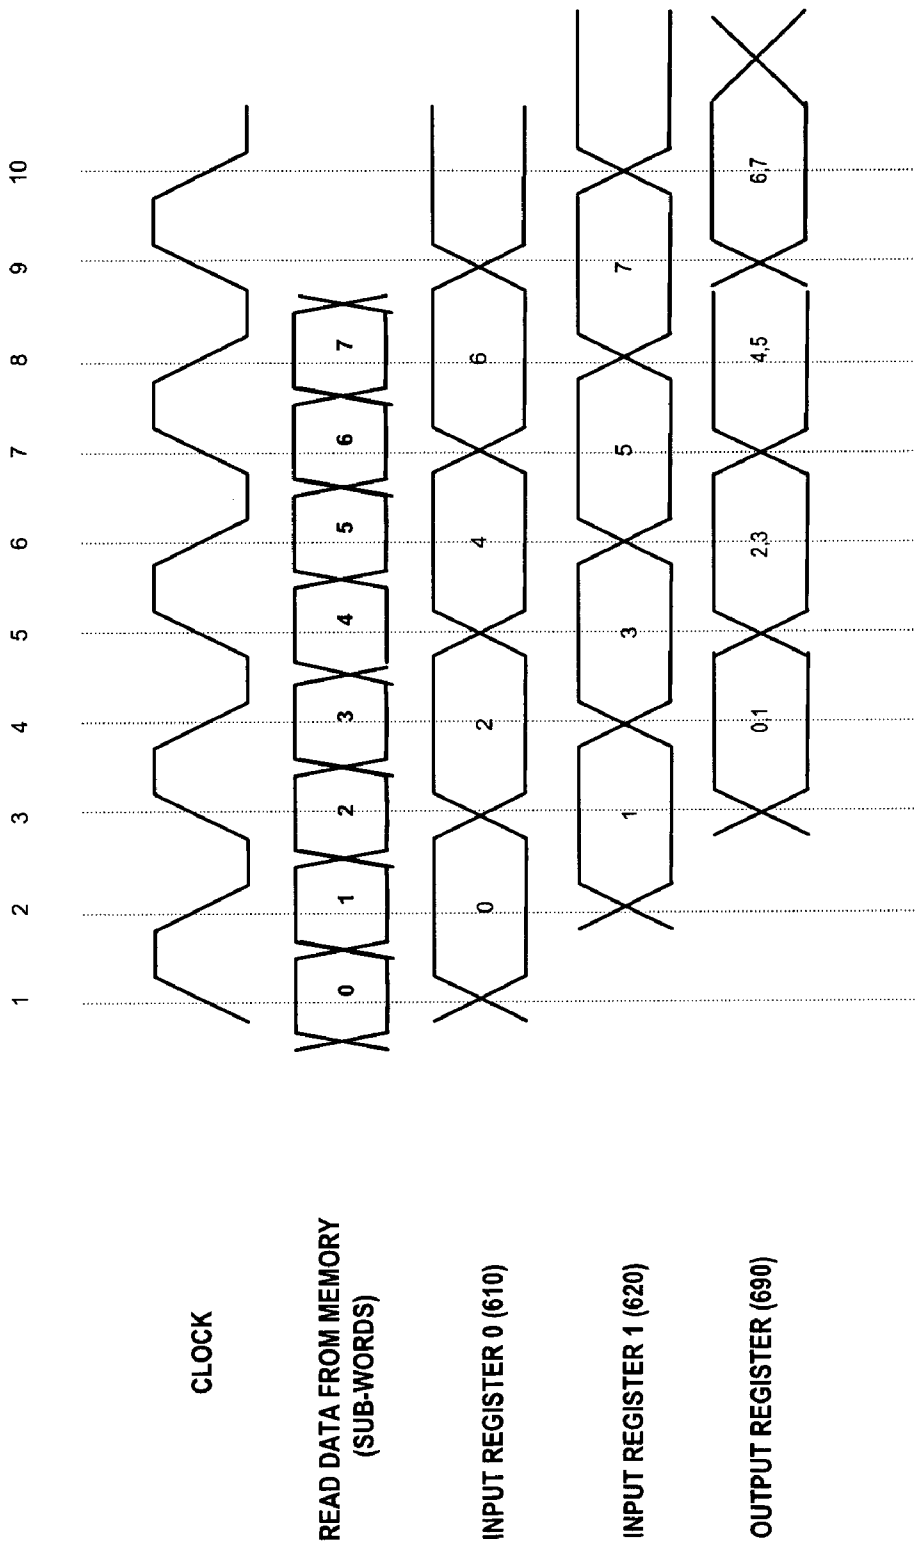 1 2 3 4 5 6 7 8 9 10
CLOCK
READ DATA FROM MEMORY
(SUB-WORDS)
0 1 2 3 4 5 6 7
INPUT REGISTER 0 (610)
0 2 4 6
INPUT REGISTER 1 (620)
1 3 5 7
OUTPUT REGISTER (690)
0,1 2,3 4,5 6,7